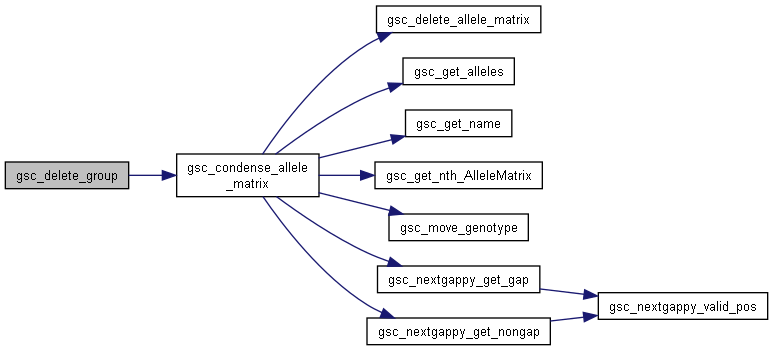 gsc_delete_group
gsc_condense_allele
_matrix
gsc_delete_allele_matrix
gsc_get_alleles
gsc_get_name
gsc_get_nth_AlleleMatrix
gsc_move_genotype
gsc_nextgappy_get_gap
gsc_nextgappy_get_nongap
gsc_nextgappy_valid_pos